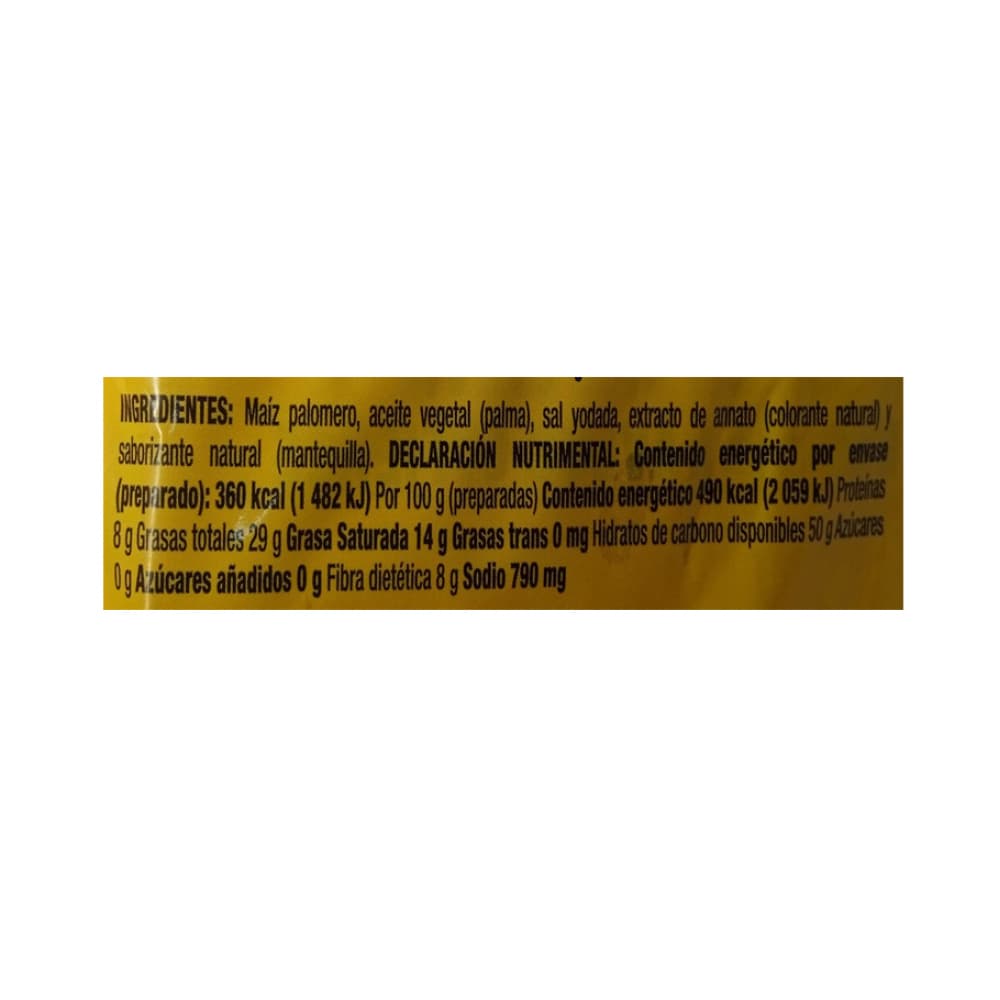 INGREDIENTES: Maíz palomero, aceite vegetal (palma), sal yodada, extracto de annato (colorante natural) y
saborizante natural (mantequilla). DECLARACIÓN NUTRIMENTAL: Contenido energético por envase
(preparado): 360 kcal (1 482 kJ) Por 100 g (preparadas) Contenido energético 490 kcal (2 059 kJ) Proteínas
8 g Grasas totales 29 g Grasa Saturada 14 g Grasas trans 0 mg Hidratos de carbono disponibles 50 g Azúcares
0 g Azúcares añadidos 0 g Fibra dietética 8 g Sodio 790 mg